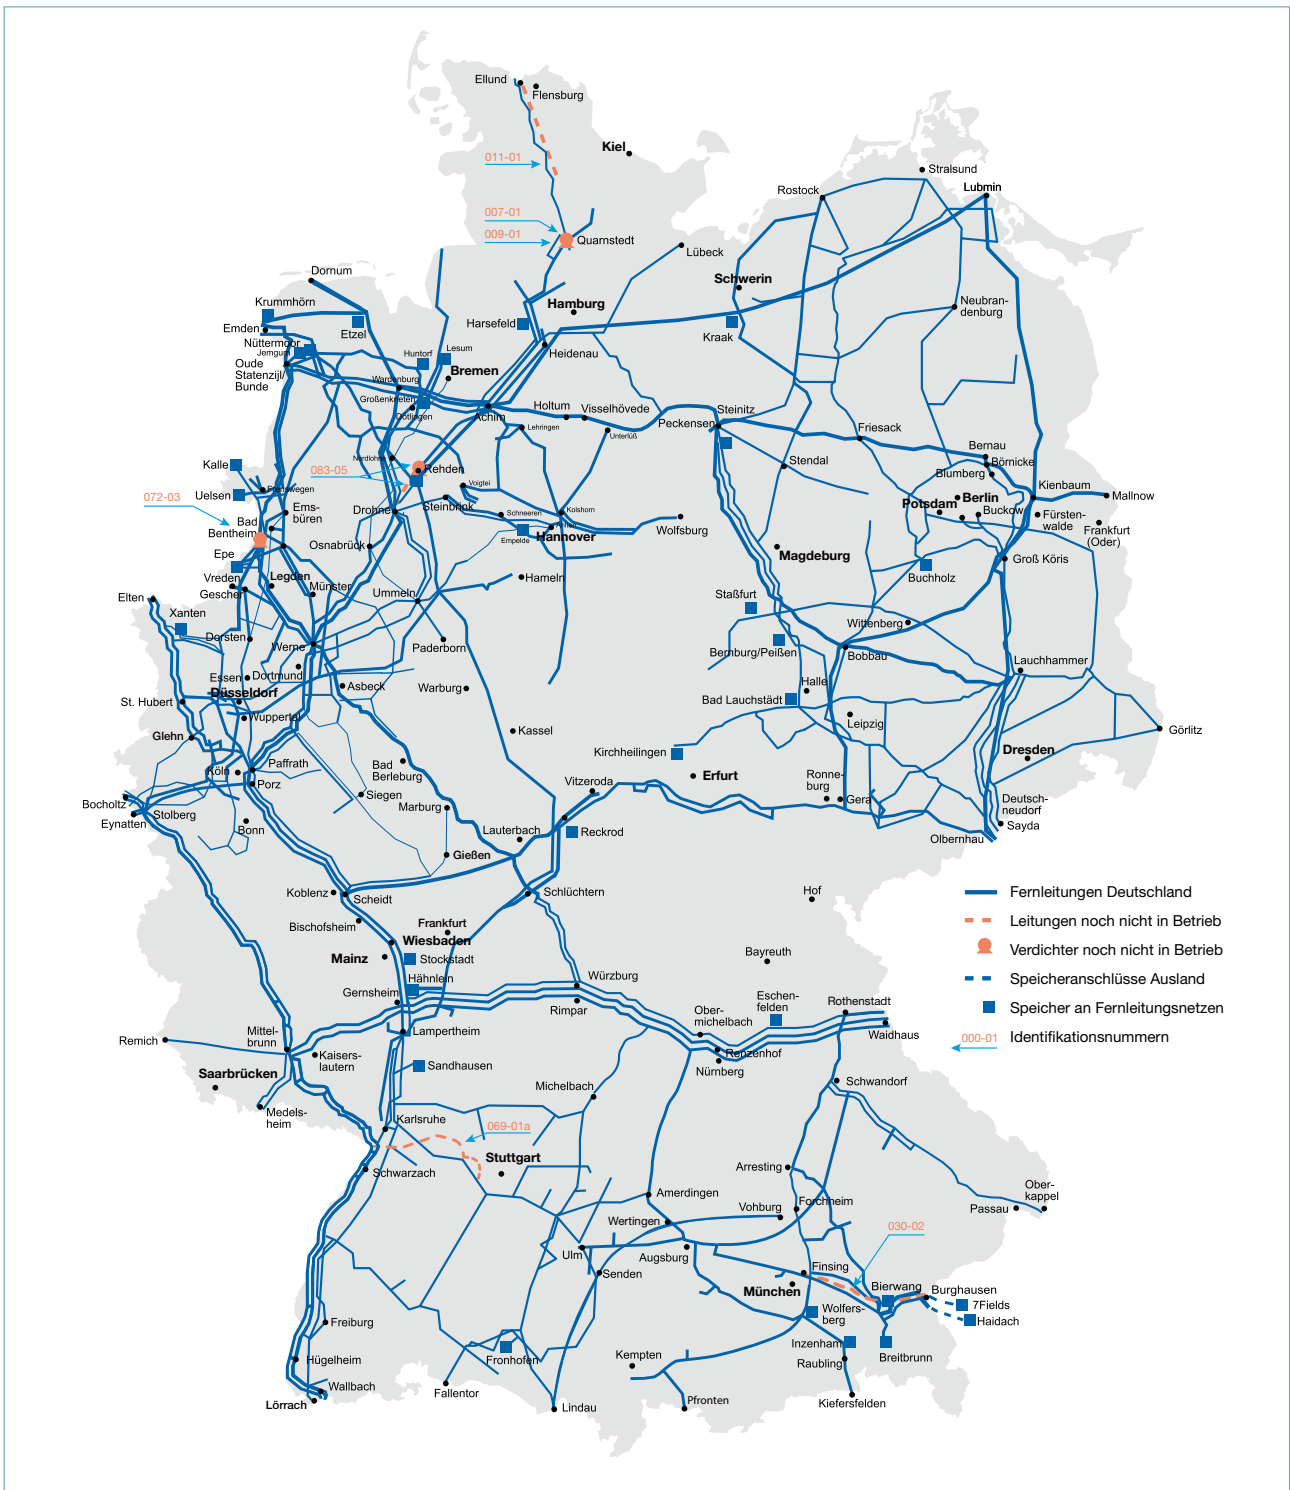 Ellund
Flensburg
Kiel
011-01
Stralsund
Rostock
Lubmin
007-01
009-01
Quarnstedt
Lübeck
Dornum
Schwerin
Krummhörn
Hamburg
Neubran-
denburg
Emden
Etzel
Harsefeld
Kraak
Nüttermoor
Jemgum
Huntorf
Lesum
Heidenau
Oude
Statenzijl/
Bunde
Bremen
Wardenburg
Großenkneten
Dötlingen
Achim
Holtum
Visselhövede
Steinitz
Peckensen
Lehringen
Unterlüß
Friesack
Bernau
Börnicke
Blumberg
Kalle
Nordlohne
Rehden
083-05
Stendal
Kienbaum
Mallnow
Uelsen
Frenswegen
Voigtei
Berlin
Potsdam
072-03
Ems-
büren
Drohne
Steinbrink
Schneeren
Kolshorn
Wolfsburg
Buckow
Fürsten-
walde
Frankfurt
(Oder)
Bad
Bentheim
Ahlten
Empelde
Hannover
Osnabrück
Magdeburg
Groß Köris
Epe
Buchholz
Vreden
Legden
Hameln
Gescher
Münster
Ummeln
Staßfurt
Elten
Xanten
Wittenberg
Dorsten
Werne
Paderborn
Bernburg/Peißen
Bobbau
Lauchhammer
Essen
Dortmund
Asbeck
Warburg
Halle
Düsseldorf
Bad Lauchstädt
St. Hubert
Wuppertal
Leipzig
Görlitz
Glehn
Kassel
Kirchheilingen
Dresden
Köln
Paffrath
Bad
Berleburg
Vitzeroda
Erfurt
Ronne-
burg
Gera
Porz
Siegen
Marburg
Deutsch-
neudorf
Bocholtz
Stolberg
Eynatten
Bonn
Lauterbach
Reckrod
Sayda
Olbernhau
Gießen
Koblenz
Scheidt
Schlüchtern
Hof
Fernleitungen Deutschland
Bischofsheim
Frankfurt
Leitungen noch nicht in Betrieb
Wiesbaden
Mainz
Stockstadt
Bayreuth
Verdichter noch nicht in Betrieb
Hähnlein
Würzburg
Speicheranschlüsse Ausland
Gernsheim
Rimpar
Eschen-
felden
Rothenstadt
Speicher an Fernleitungsnetzen
Ober-
michelbach
Remich
Mittel-
brunn
Lampertheim
Waidhaus
000-01
Identifikationsnummern
Kaisers-
lautern
Sandhausen
Renzenhof
Nürnberg
Saarbrücken
Michelbach
Schwandorf
Medels-
heim
Karlsruhe
069-01a
Stuttgart
Schwarzach
Arresting
Ober-
kappel
Amerdingen
Vohburg
Forchheim
Passau
Wertingen
030-02
Ulm
Augsburg
Senden
Finsing
München
Bierwang
Burghausen
7Fields
Wolfers-
berg
Haidach
Freiburg
Fronhofen
Inzenham
Breitbrunn
Hügelheim
Kempten
Raubling
Wallbach
Fallentor
Lörrach
Lindau
Pfronten
Kiefersfelden